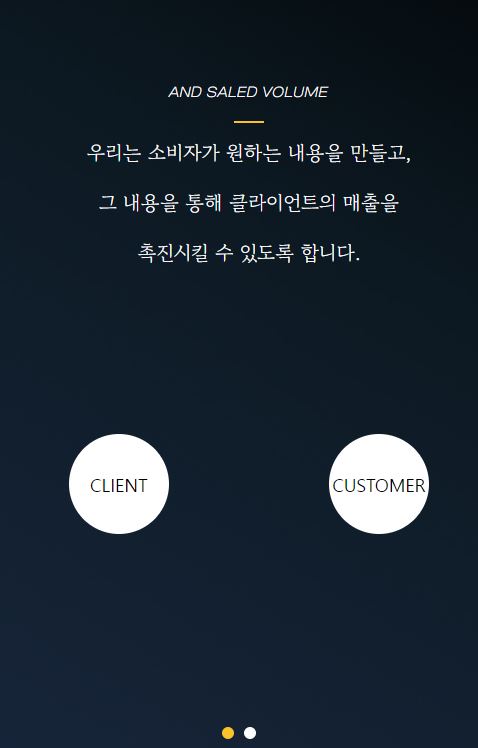 AND SALED VOLUME
우리는 소비자가 원하는 내용을 만들고,
그 내용을 통해 클라이언트의 매출을
촉진시킬 수 있도록 합니다.
CLIENT
CUSTOMER